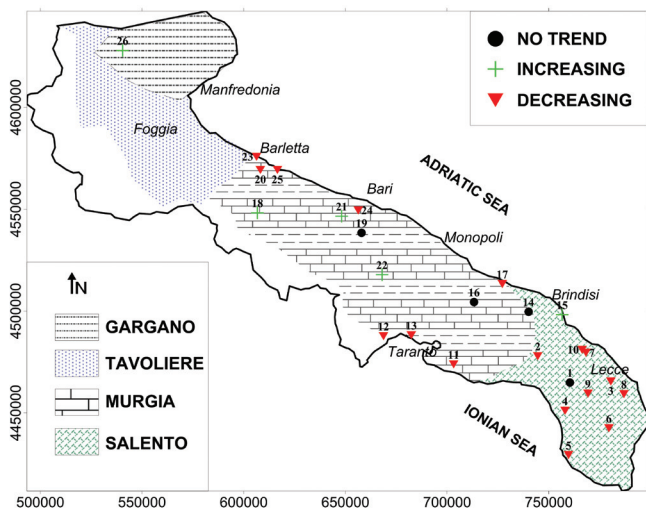 NO TREND
INCREASING
DECREASING
26
Manfredonia
Foggia
23
Barletta
20
25
ADRIATIC SEA
18
21
Bari
24
19
Monopoli
22
17
16
14
Brindisi
15
12
13
Taranto
11
2
10
7
1
Lecce
9
3
8
4
6
5
IONIAN SEA
N
GARGANO
TAVOLIERE
MURGIA
SALENTO
4600000
4550000
4500000
4450000
500000
550000
600000
650000
700000
750000